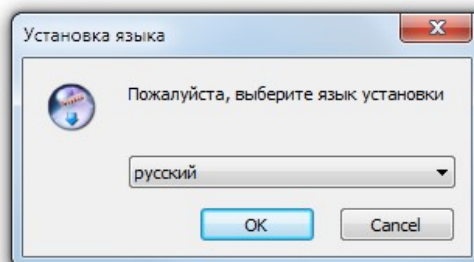 Установка языка
Пожалуйста, выберите язык установки
русский
OK
Cancel